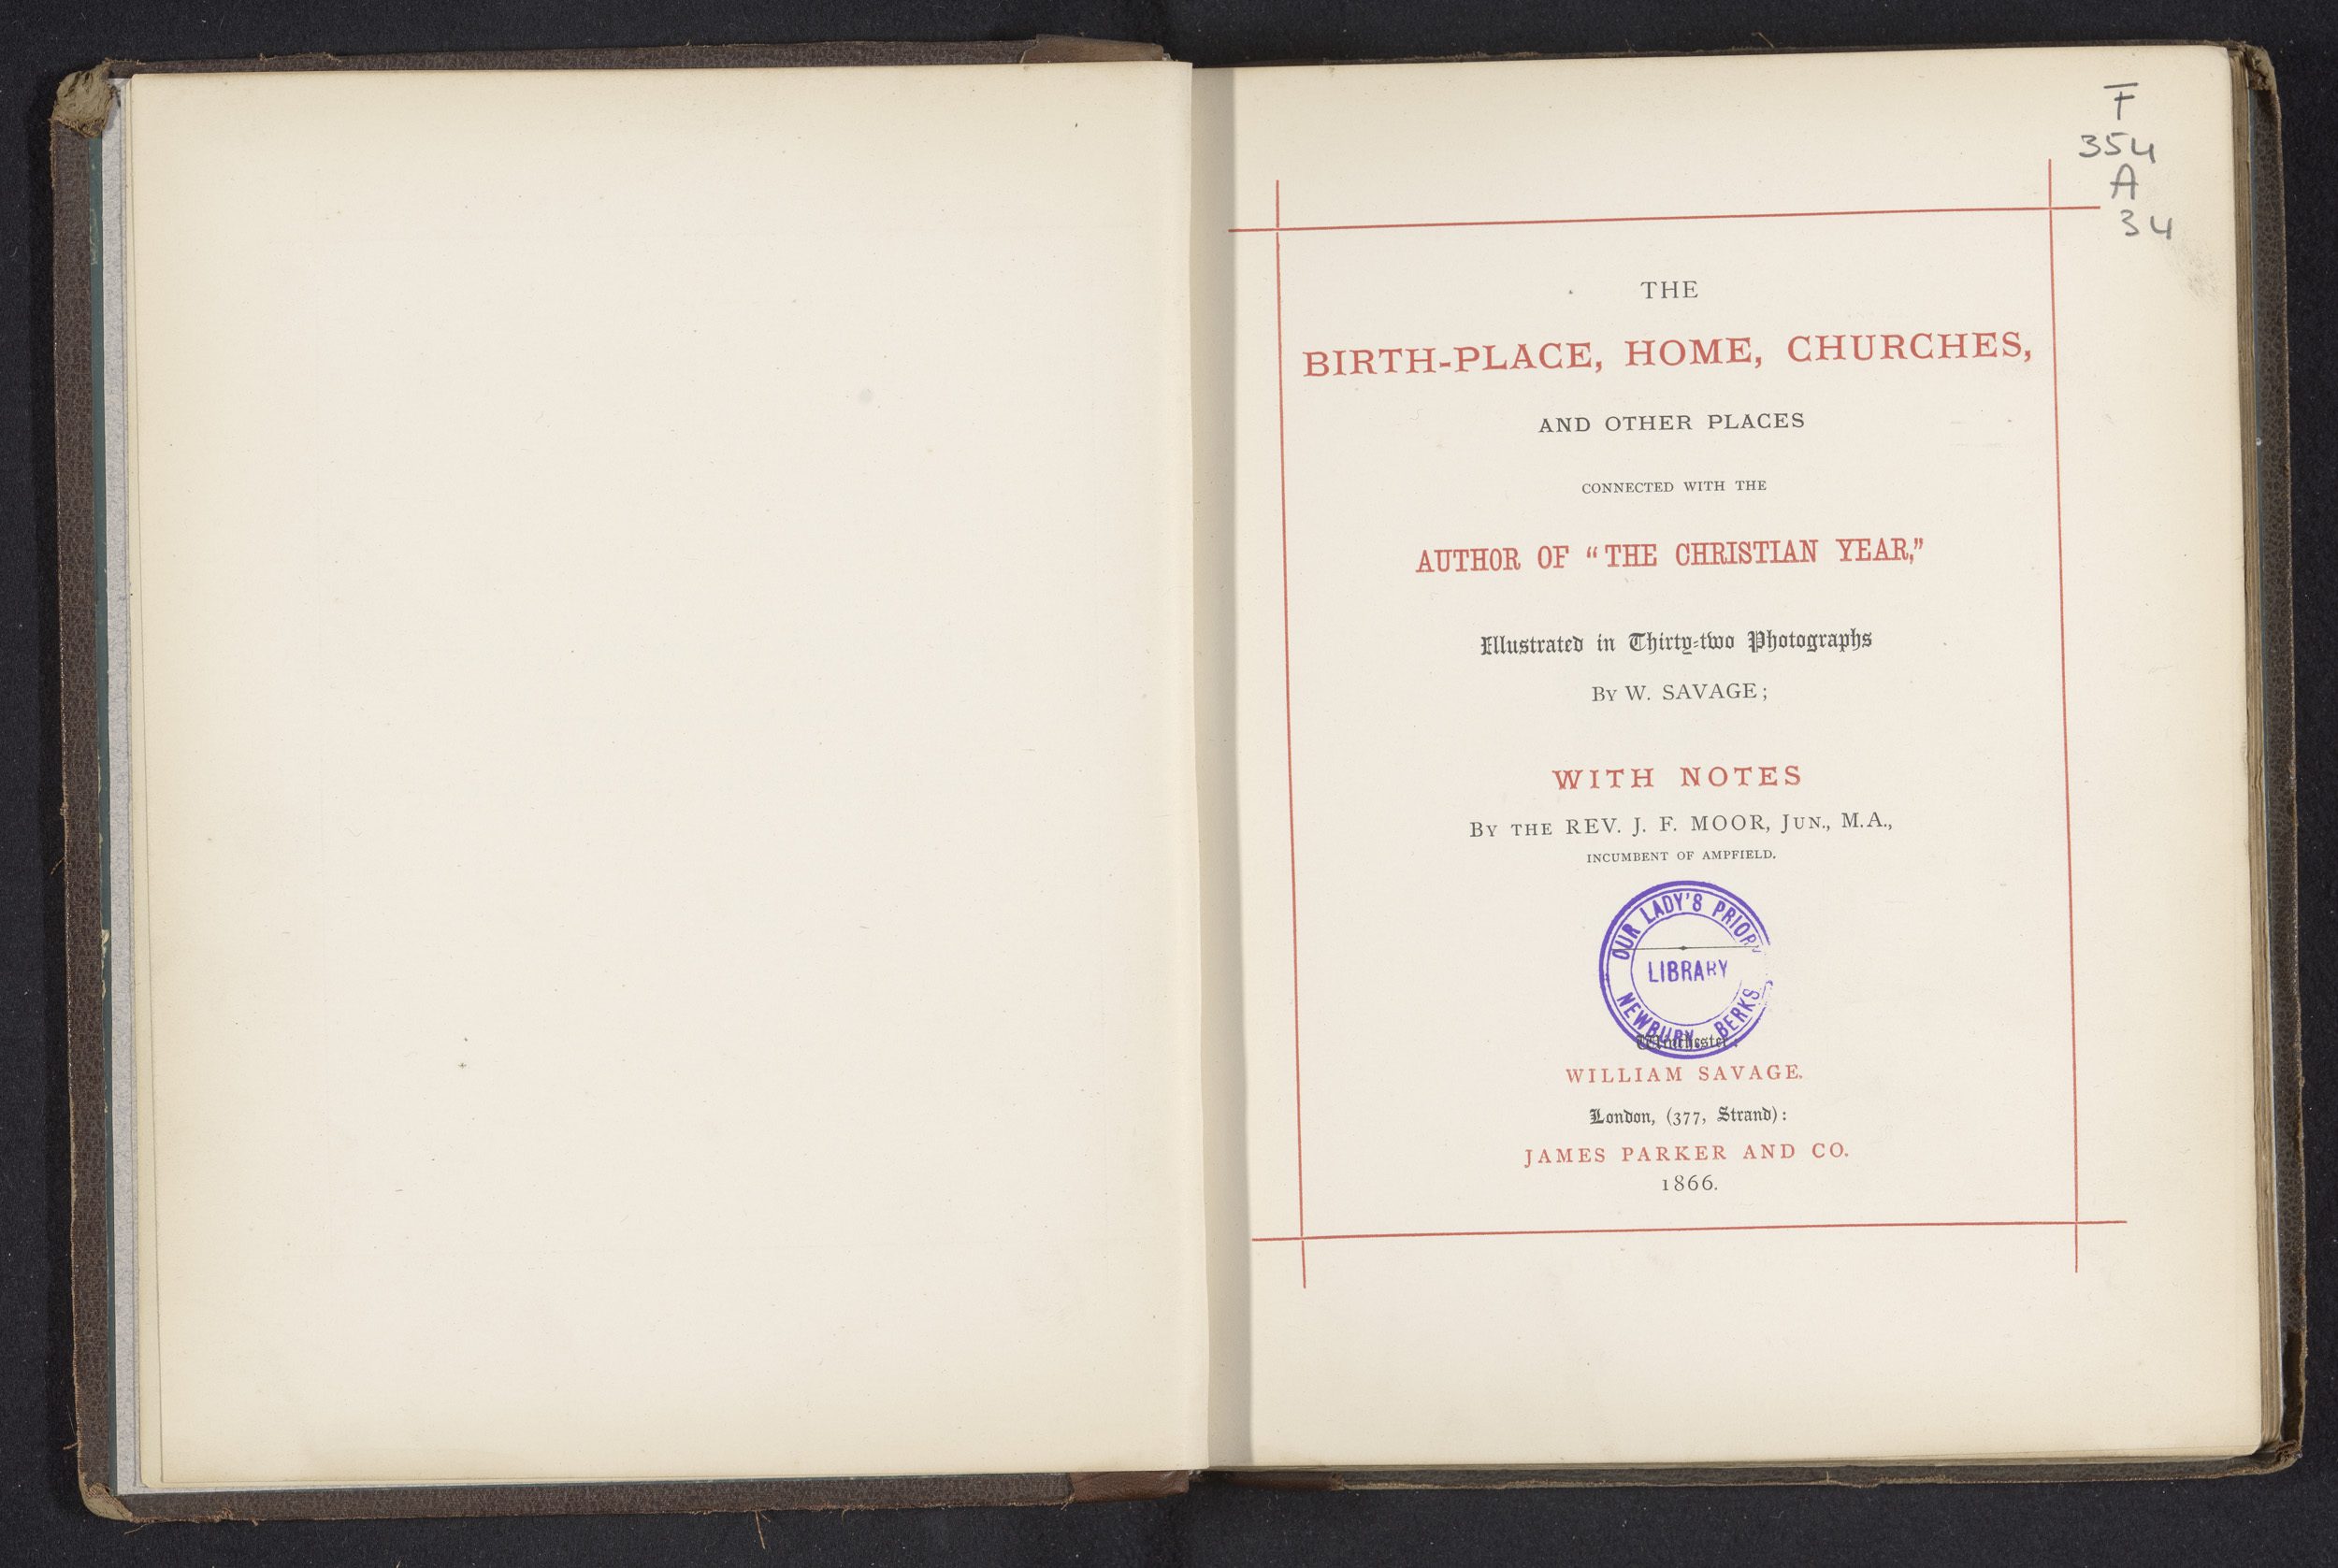 F
354
A
34
THE
BIRTH-PLACE, HOME, CHURCHES,
AND OTHER PLACES
CONNECTED WITH THE
AUTHOR OF “THE CHRISTIAN YEAR,”
Illustrated in Thirty-two Photographs
By W. SAVAGE;
WITH NOTES
By the REV. J. F. MOOR, Jun., M.A.,
INCUMBENT OF AMPFIELD.
OUR LADY'S PRIORY
LIBRARY
NEWBURY, BERKS.
Winchester:
WILLIAM SAVAGE.
London, (377, Strand):
JAMES PARKER AND CO.
1866.